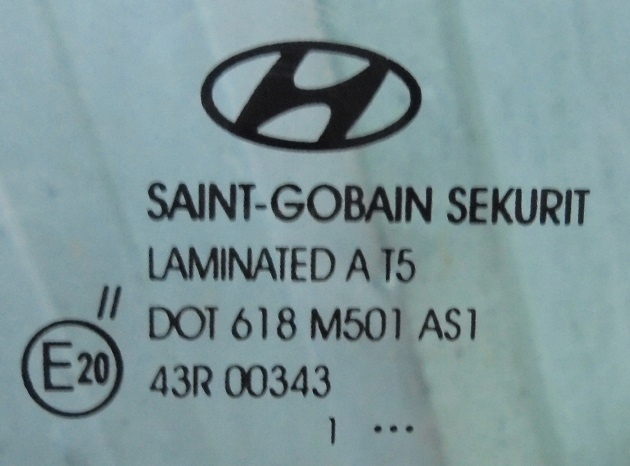 SAINT-GOBAIN SEKURIT
LAMINATED A T5
II
DOT 618 M501 AS1
E20
43R 00343
1 ...